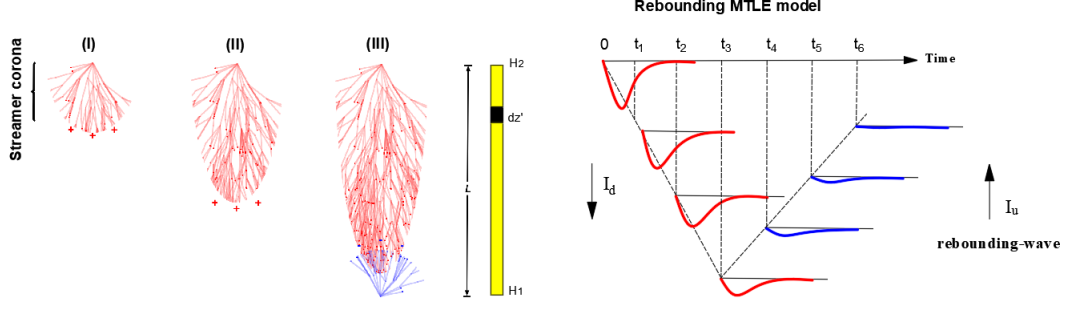 Rebounding MTLE model
(I)
(II)
(III)
Streamer corona
+ + +
+ + +
H2
dz'
L
H1
0 t1 t2 t3 t4 t5 t6
Time
Id
Iu
rebounding-wave